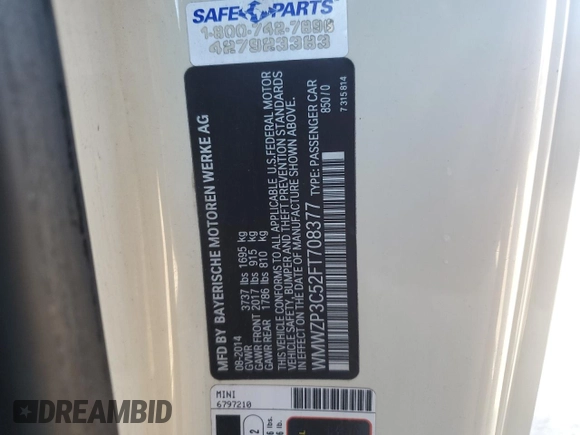 SAFE PARTS
1-800-742-7896
427923383
MFD BY BAYERISCHE MOTOREN WERKE AG
08-2014
GVWR 3737 lbs 1695 kg
GAWR FRONT 2017 lbs 915 kg
GAWR REAR 1786 lbs 810 kg
THIS VEHICLE CONFORMS TO ALL APPLICABLE U.S.FEDERAL MOTOR
VEHICLE SAFETY, BUMPER AND THEFT PREVENTION STANDARDS
IN EFFECT ON THE DATE OF MANUFACTURE SHOWN ABOVE.
WMWZP3C52FT708377 TYPE: PASSENGER CAR
850/0
7315814
MINI
6797210
2
DREAMBID